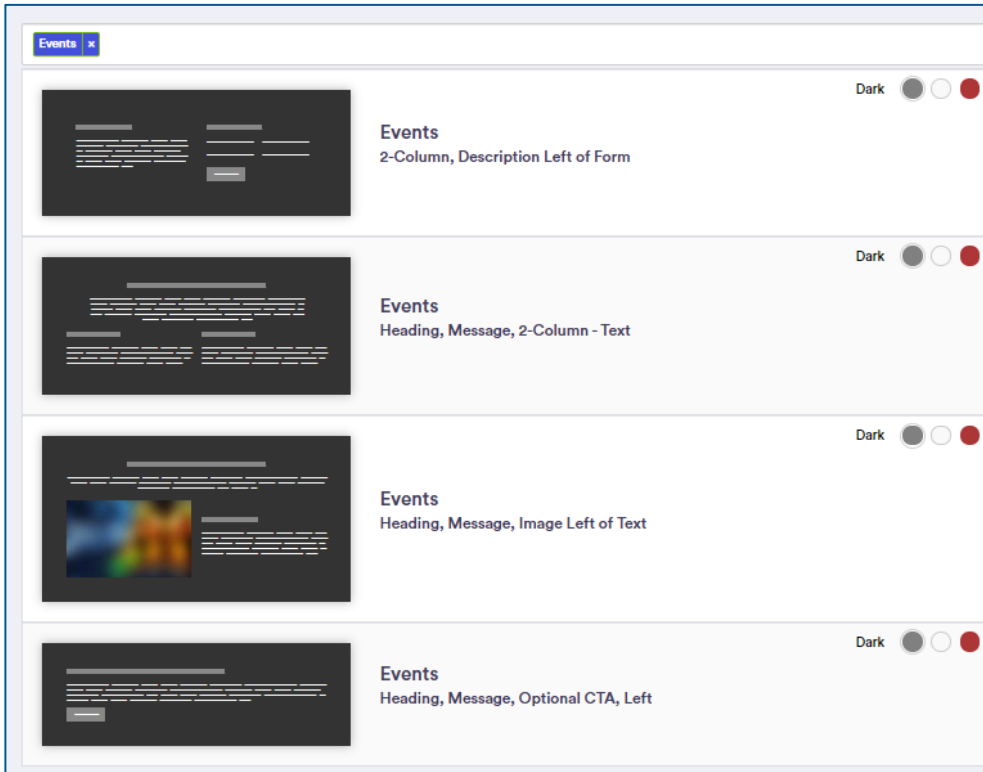 Events ×
Dark
Events
2-Column, Description Left of Form
Dark
Events
Heading, Message, 2-Column - Text
Dark
Events
Heading, Message, Image Left of Text
Dark
Events
Heading, Message, Optional CTA, Left